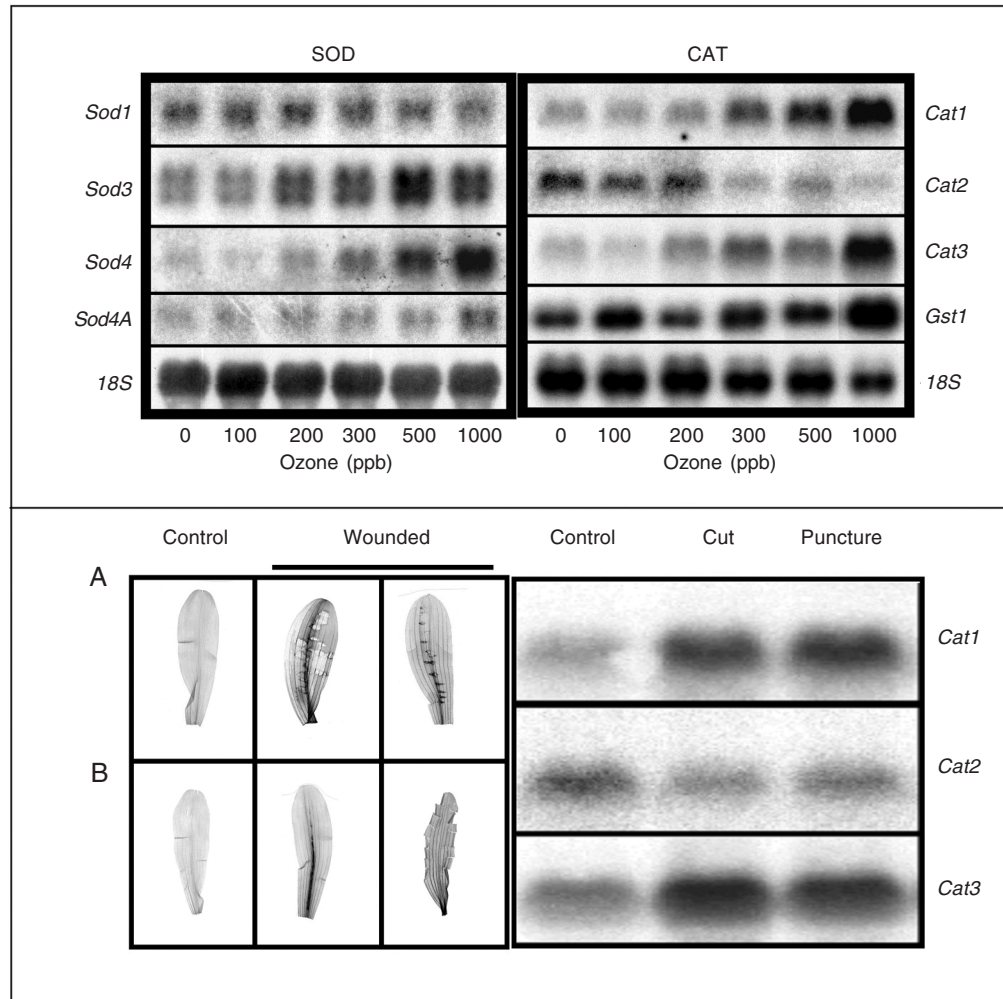 SOD CAT
Sod1 Cat1
Sod3 Cat2
Sod4 Cat3
Sod4A Gst1
18S 18S
0 100 200 300 500 1000 0 100 200 300 500 1000
Ozone (ppb) Ozone (ppb)
Control Wounded Control Cut Puncture
A
Cat1
B
Cat2
Cat3